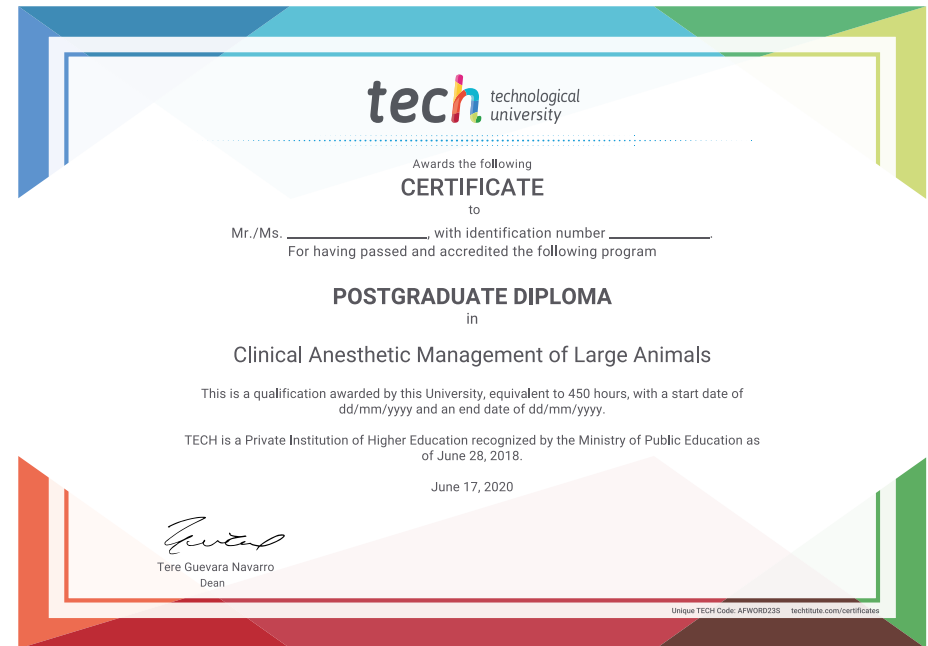 tech technological
university
Awards the following
CERTIFICATE
to
Mr./Ms. ____________________, with identification number ______________.
For having passed and accredited the following program
POSTGRADUATE DIPLOMA
in
Clinical Anesthetic Management of Large Animals
This is a qualification awarded by this University, equivalent to 450 hours, with a start date of
dd/mm/yyyy and an end date of dd/mm/yyyy.
TECH is a Private Institution of Higher Education recognized by the Ministry of Public Education as
of June 28, 2018.
June 17, 2020
Tere Guevara Navarro
Dean
Unique TECH Code: AFWORD23S techtitute.com/certificates